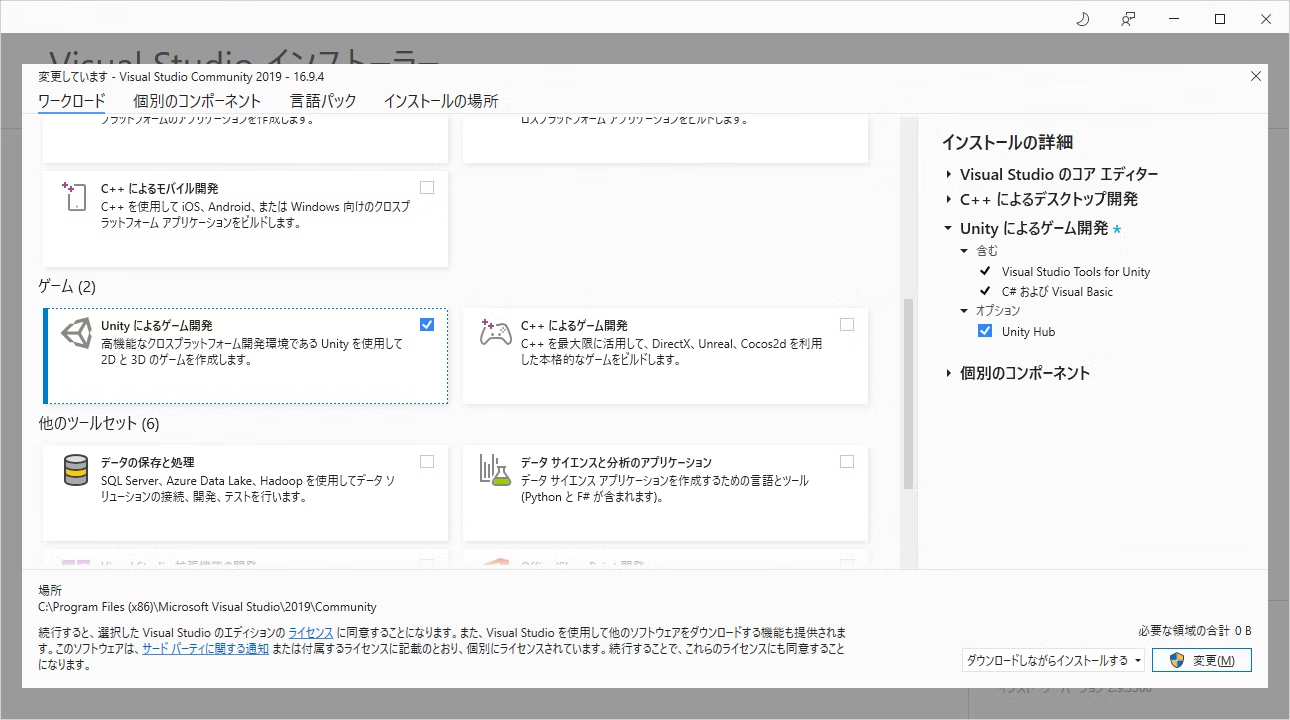 Visual Studio インストーラー
変更しています - Visual Studio Community 2019 - 16.9.4
ワークロード 個別のコンポーネント 言語パック インストールの場所
プラットフォームのアプリケーションを作成します。
ロスプラットフォーム アプリケーションをビルドします。
C++ によるモバイル開発
C++ を使用して iOS、Android、または Windows 向けのクロスプ
ラットフォーム アプリケーションをビルドします。
ゲーム (2)
Unity によるゲーム開発
高機能なクロスプラットフォーム開発環境である Unity を使用して
2D と 3D のゲームを作成します。
C++ によるゲーム開発
C++ を最大限に活用して、DirectX、Unreal、Cocos2d を利用
した本格的なゲームをビルドします。
他のツールセット (6)
データの保存と処理
SQL Server、Azure Data Lake、Hadoop を使用してデータ ソ
リューションの接続、開発、テストを行います。
データ サイエンスと分析のアプリケーション
データ サイエンス アプリケーションを作成するための言語とツール
(Python と F# が含まれます)。
Visual Studio 拡張機能の開発
Office/SharePoint 開発
インストールの詳細
Visual Studio のコア エディター
C++ によるデスクトップ開発
Unity によるゲーム開発 *
含む
Visual Studio Tools for Unity
C# および Visual Basic
オプション
Unity Hub
個別のコンポーネント
場所
C:\Program Files (x86)\Microsoft Visual Studio\2019\Community
続行すると、選択した Visual Studio のエディションの ライセンス に同意することになります。また、Visual Studio を使用して他のソフトウェアをダウンロードする機能も提供されま
す。このソフトウェアは、サード パーティに関する通知 または付属するライセンスに記載のとおり、個別にライセンスされています。続行することで、これらのライセンスにも同意すること
になります。
必要な領域の合計 0 B
ダウンロードしながらインストールする
変更(M)